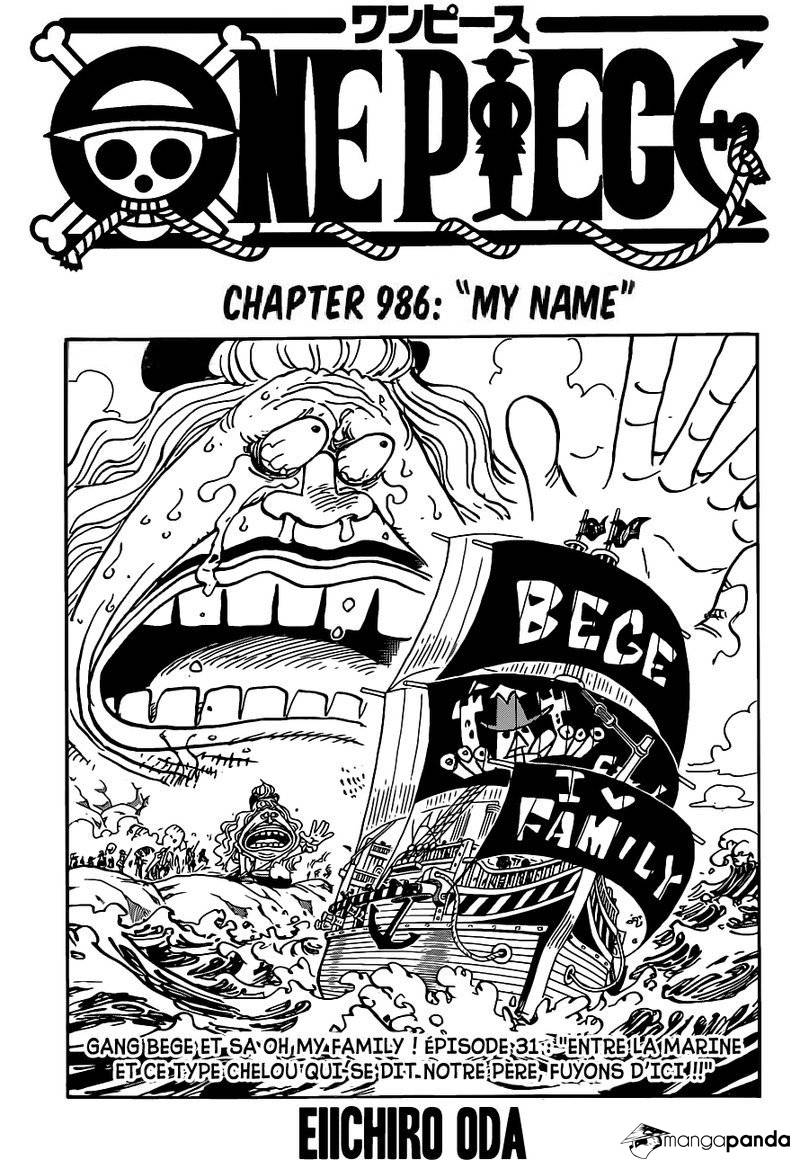 ワンピース
ONE PIECE
CHAPTER 986: "MY NAME"
BEGE
I
FAMILY
GANG BEGE ET SA OH MY FAMILY ! ÉPISODE 31 : "ENTRE LA MARINE
ET CE TYPE CHELOU QUI SE DIT NOTRE PÈRE, FUYONS D'ICI !!"
EIICHIRO ODA
mangapanda